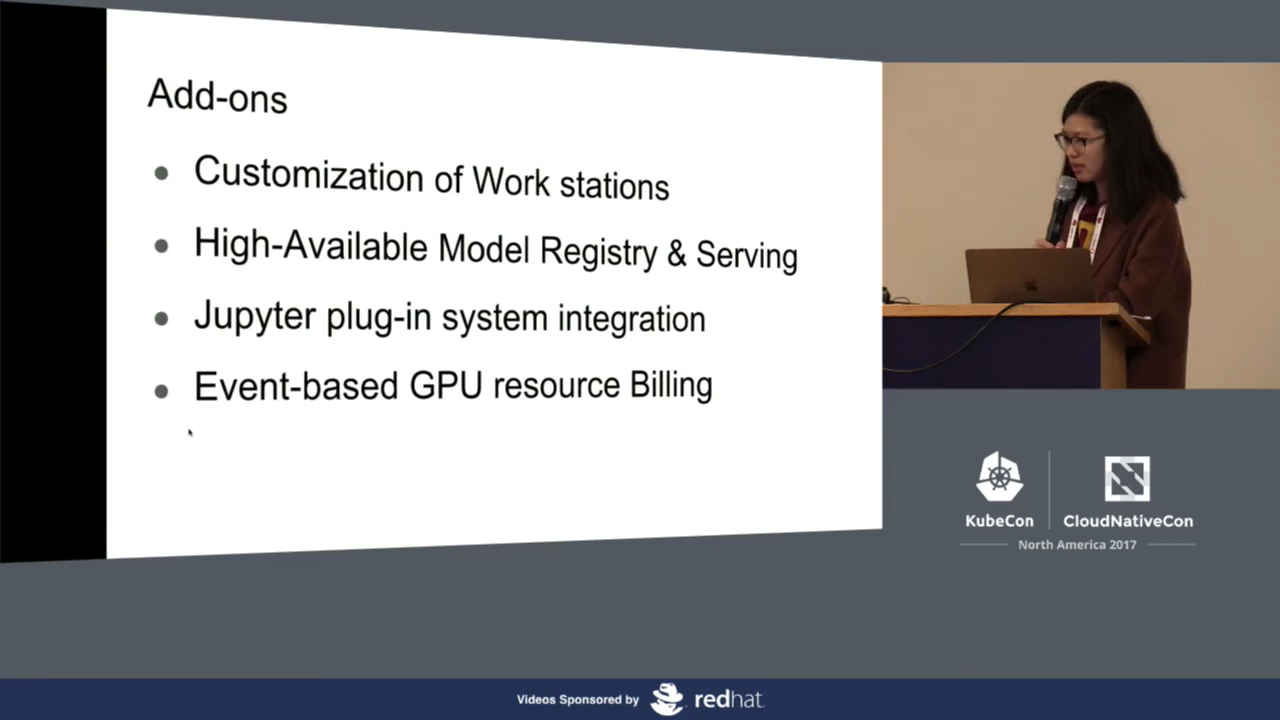 Add-ons
Customization of Work stations
High-Available Model Registry & Serving
Jupyter plug-in system integration
Event-based GPU resource Billing
KubeCon
CloudNativeCon
North America 2017
Videos Sponsored by
redhat.